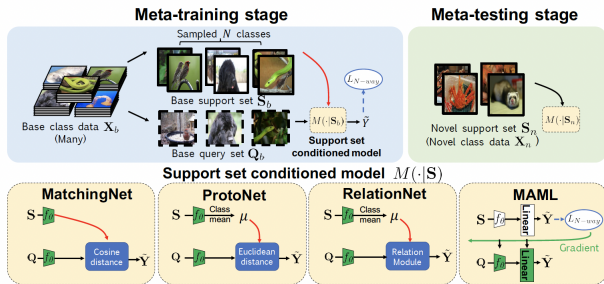 Meta-training stage
Meta-testing stage
Sampled N classes
Base class data X_b
(Many)
Base support set S_b
Base query set Q_b
L_{N-way}
M(·|S_b)
Ỹ
Support set
conditioned model
Novel support set S_n
(Novel class data X_n)
M(·|S_n)
Support set conditioned model M(·|S)
MatchingNet
S
f_θ
Q
f_θ
Cosine
distance
Ỹ
ProtoNet
S
f_θ
Class
mean
μ
Q
f_θ
Euclidean
distance
Ỹ
RelationNet
S
f_θ
Class
mean
μ
Q
f_θ
Relation
Module
Ỹ
MAML
S
f_θ
Linear
Ỹ
L_{N-way}
Gradient
Q
f_θ
Linear
Ỹ